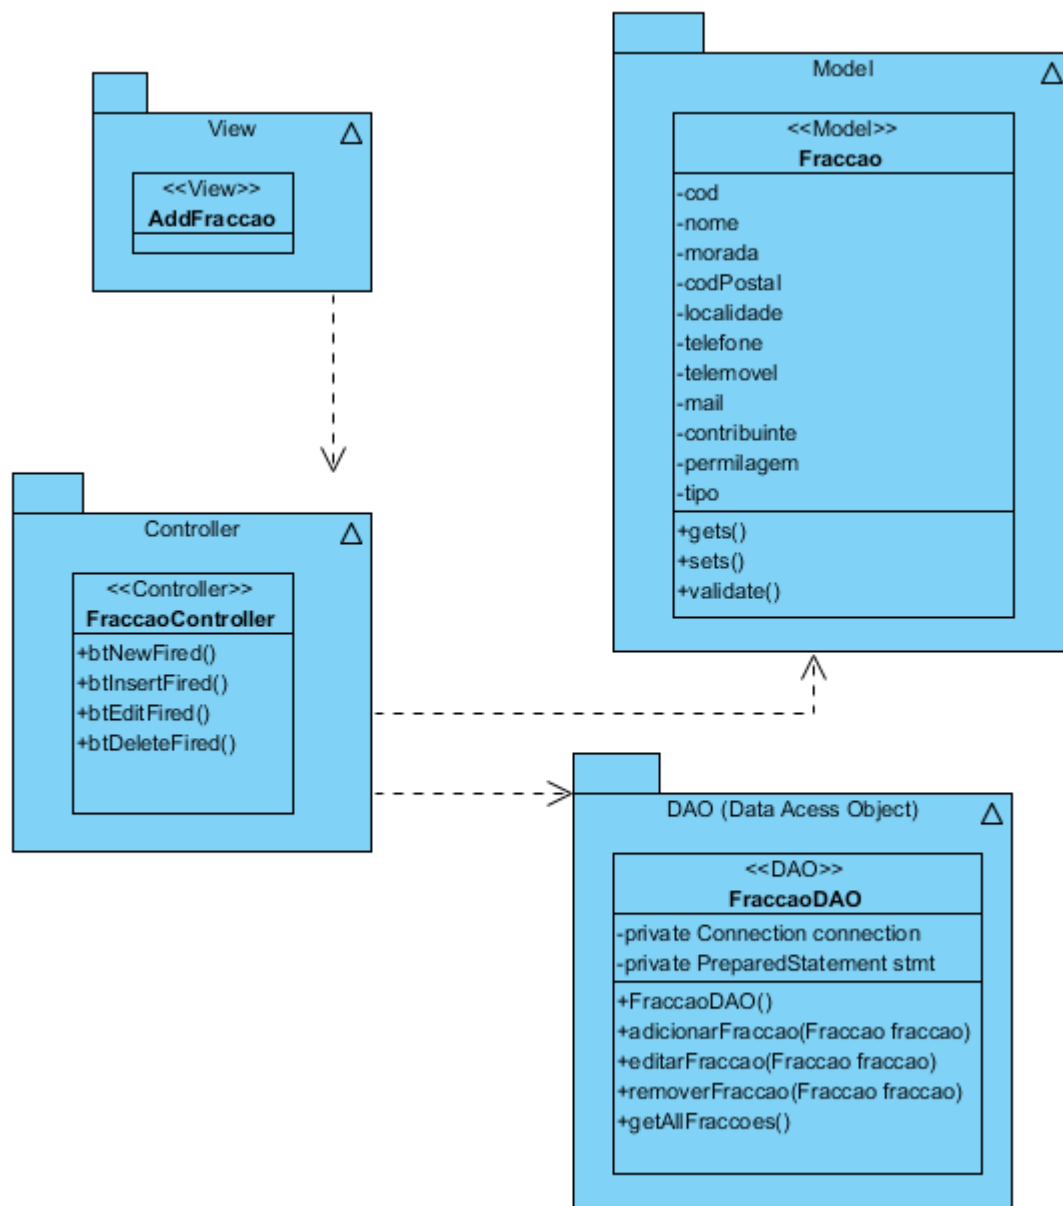 View
<<View>>
AddFraccao
Model
<<Model>>
Fraccao
-cod
-nome
-morada
-codPostal
-localidade
-telefone
-telemovel
-mail
-contribuinte
-permilagem
-tipo
+gets()
+sets()
+validate()
Controller
<<Controller>>
FraccaoController
+btNewFired()
+btInsertFired()
+btEditFired()
+btDeleteFired()
DAO (Data Acess Object)
<<DAO>>
FraccaoDAO
-private Connection connection
-private PreparedStatement stmt
+FraccaoDAO()
+adicionarFraccao(Fraccao fraccao)
+editarFraccao(Fraccao fraccao)
+removerFraccao(Fraccao fraccao)
+getAllFraccoes()